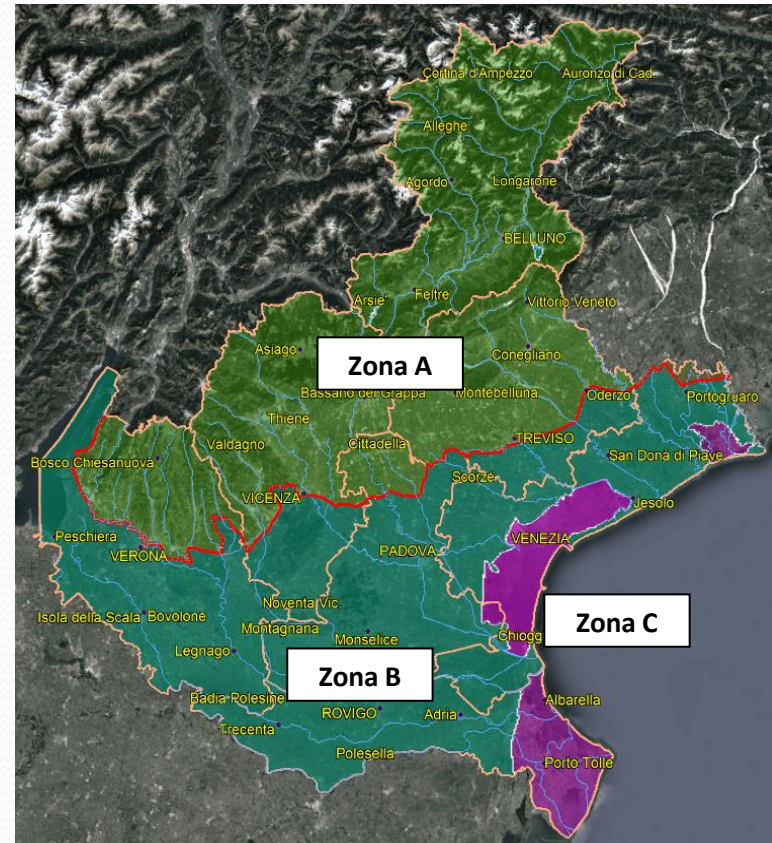 Cortina d'Ampezzo
Auronzo di Cad.
Alleghe
Agordo
Longarone
BELLUNO
Arsie'
Feltre
Vittorio Veneto
Asiago
Zona A
Conegliano
Bassano del Grappa
Montebelluna
Oderzo
Portogruaro
Thiene
Valdagno
Cittadella
TREVISO
Bosco Chiesanuova
San Donà di Piave
Scorzé
VICENZA
Jesolo
Peschiera
VERONA
PADOVA
VENEZIA
Isola della Scala
Bovolone
Noventa Vic.
Montagnana
Monselice
Chiogg
Zona C
Legnago
Zona B
Badia Polesine
ROVIGO
Adria
Albarella
Trecenta
Polesella
Porto Tolle